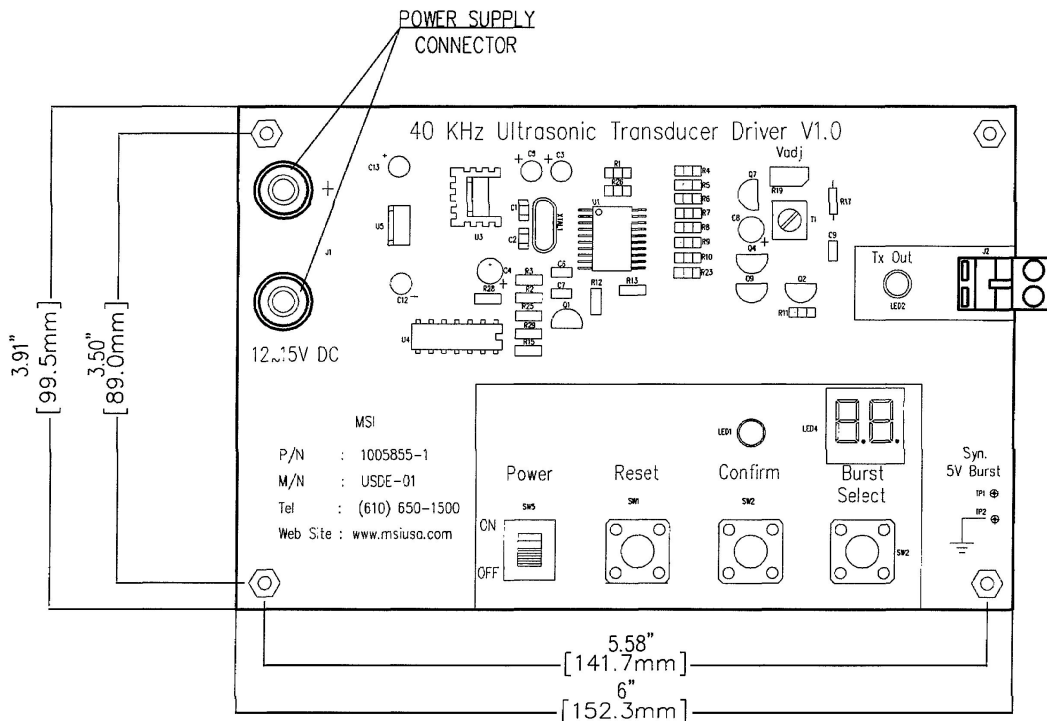 POWER SUPPLY
CONNECTOR
40 KHz Ultrasonic Transducer Driver V1.0
Vadj
C13
+
C5
+
C3
R1
R26
R4
R5
R6
R7
R8
R9
R10
R23
Q7
R19
R17
T1
C8
+
C9
Q4
Q9
Q2
R11
+
J1
U5
U3
C1
C2
U1
C4
+
C12
R28
R3
R2
R25
R29
R15
C6
C7
Q1
R12
R13
U4
Tx Out
LED2
J2
12~15V DC
3.91"
[99.5mm]
3.50"
[89.0mm]
MSI
P/N : 1005855-1
M/N : USDE-01
Tel : (610) 650-1500
Web Site : www.msiusa.com
LED1
LED4
8.8.
Power
Reset
Confirm
Burst
Select
SW5
SW1
SW2
SW2
ON
OFF
Syn.
5V Burst
TP1
TP2
5.58"
[141.7mm]
6"
[152.3mm]